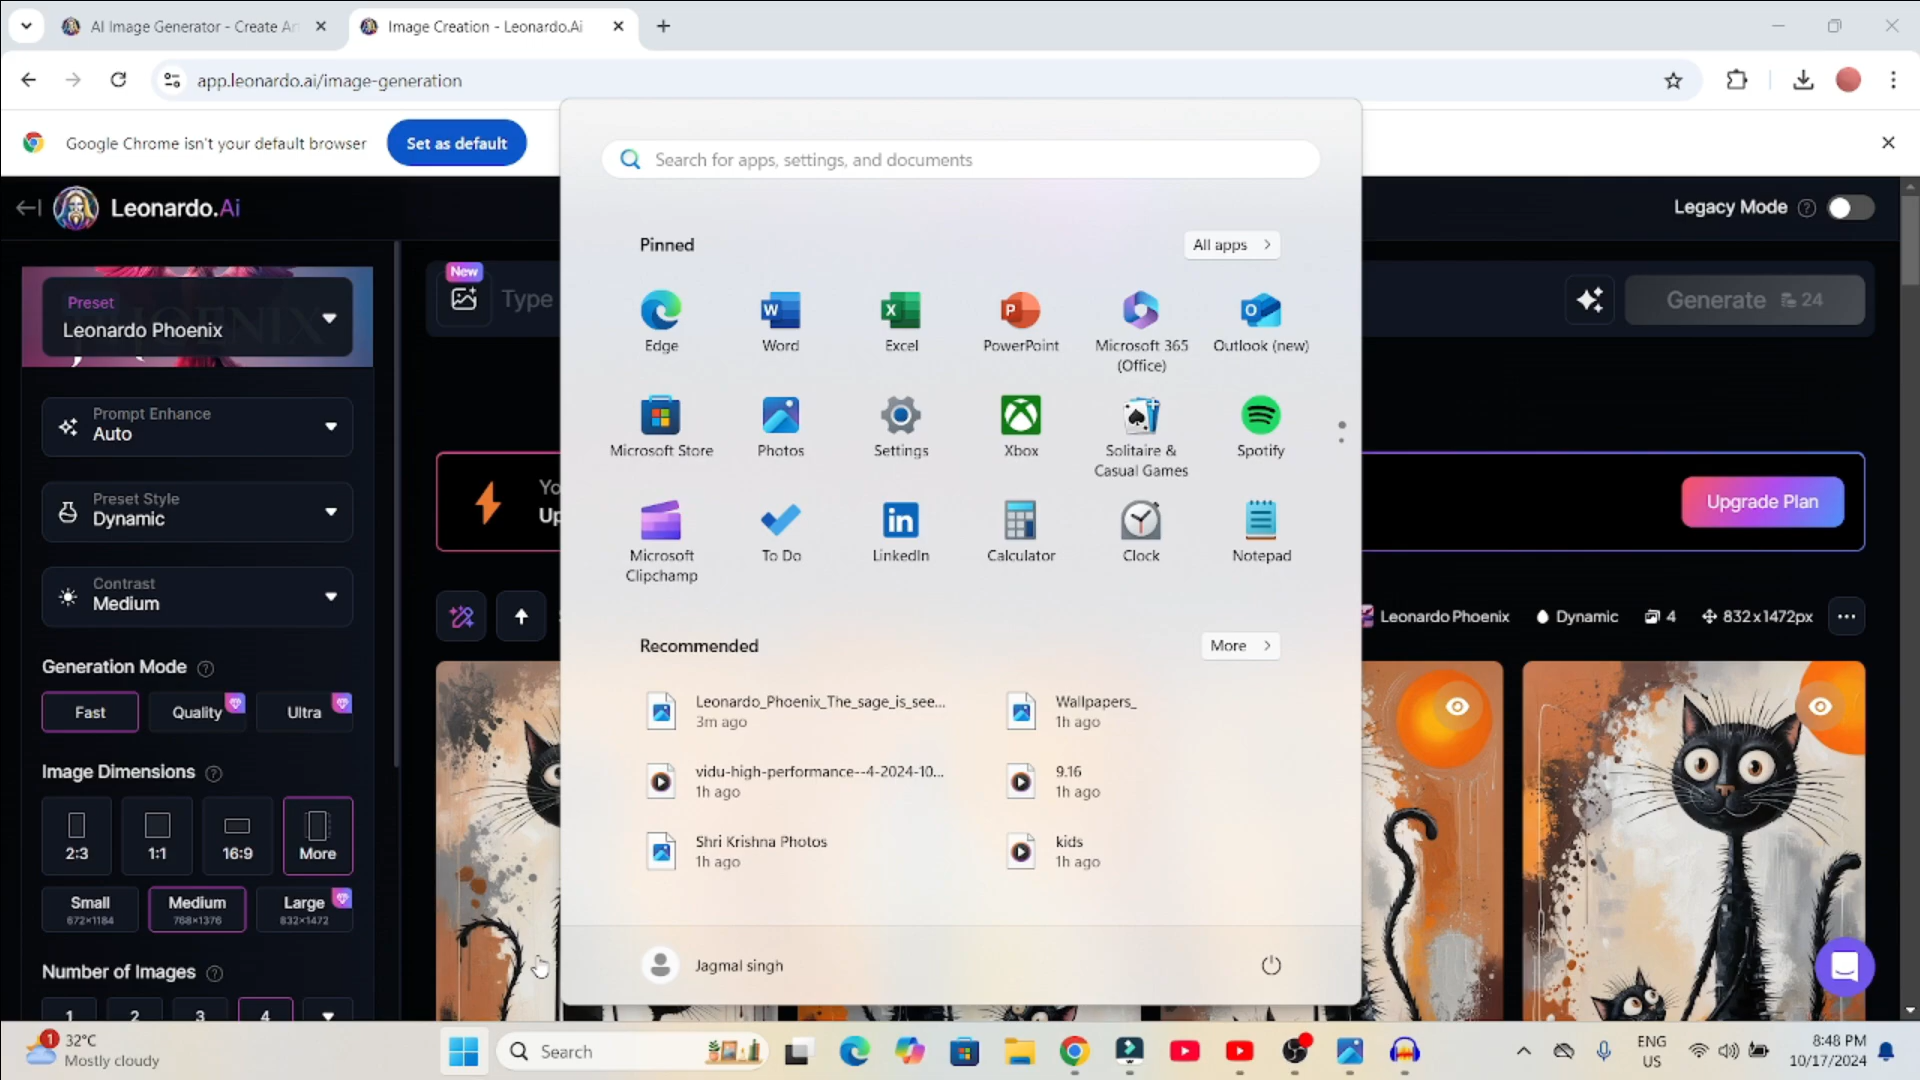 AI Image Generator - Create Ar
Image Creation - Leonardo.Ai
app.leonardo.ai/image-generation
Google Chrome isn't your default browser
Set as default
Leonardo.Ai
Legacy Mode
Preset
Leonardo Phoenix
New
Type
Generate 24
Prompt Enhance
Auto
Preset Style
Dynamic
Contrast
Medium
Yo
Up
Upgrade Plan
Generation Mode
Fast
Quality
Ultra
Image Dimensions
2:3
1:1
16:9
More
Small
672×1184
Medium
768×1376
Large
832×1472
Number of Images
1
2
3
4
Leonardo Phoenix
Dynamic
4
832x1472px
Search for apps, settings, and documents
Pinned
All apps
Edge
Word
Excel
PowerPoint
Microsoft 365
(Office)
Outlook (new)
Microsoft Store
Photos
Settings
Xbox
Solitaire &
Casual Games
Spotify
Microsoft
Clipchamp
To Do
LinkedIn
Calculator
Clock
Notepad
Recommended
More
Leonardo_Phoenix_The_sage_is_see...
3m ago
Wallpapers_
1h ago
vidu-high-performance--4-2024-10...
1h ago
9.16
1h ago
Shri Krishna Photos
1h ago
kids
1h ago
Jagmal singh
1
32°C
Mostly cloudy
Search
ENG
US
8:48 PM
10/17/2024